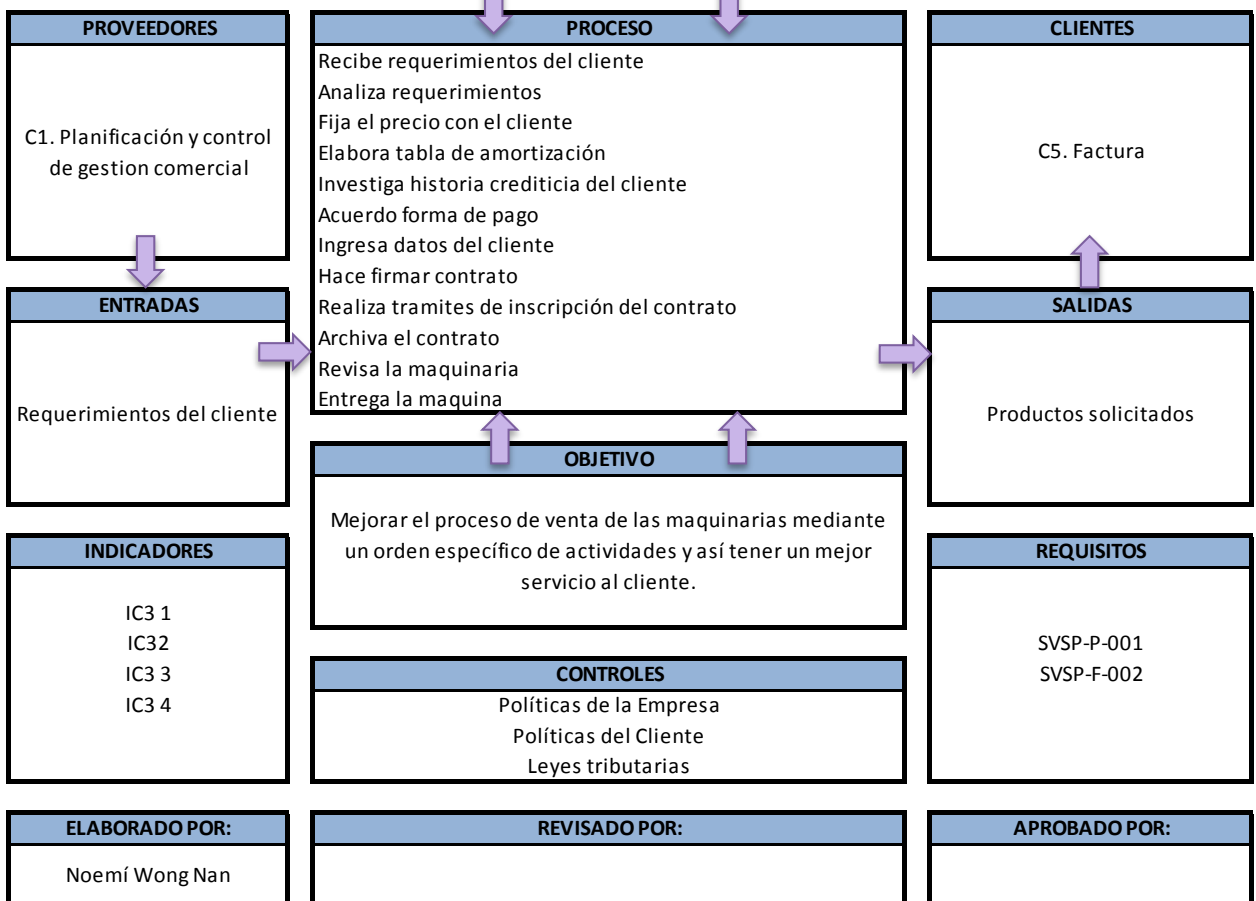 PROVEEDORES
C1. Planificación y control
de gestion comercial
ENTRADAS
Requerimientos del cliente
INDICADORES
IC3 1
IC32
IC3 3
IC3 4
ELABORADO POR:
Noemí Wong Nan
PROCESO
Recibe requerimientos del cliente
Analiza requerimientos
Fija el precio con el cliente
Elabora tabla de amortización
Investiga historia crediticia del cliente
Acuerdo forma de pago
Ingresa datos del cliente
Hace firmar contrato
Realiza tramites de inscripción del contrato
Archiva el contrato
Revisa la maquinaria
Entrega la maquina
OBJETIVO
Mejorar el proceso de venta de las maquinarias mediante
un orden específico de actividades y así tener un mejor
servicio al cliente.
CONTROLES
Políticas de la Empresa
Políticas del Cliente
Leyes tributarias
REVISADO POR:
CLIENTES
C5. Factura
SALIDAS
Productos solicitados
REQUISITOS
SVSP-P-001
SVSP-F-002
APROBADO POR: